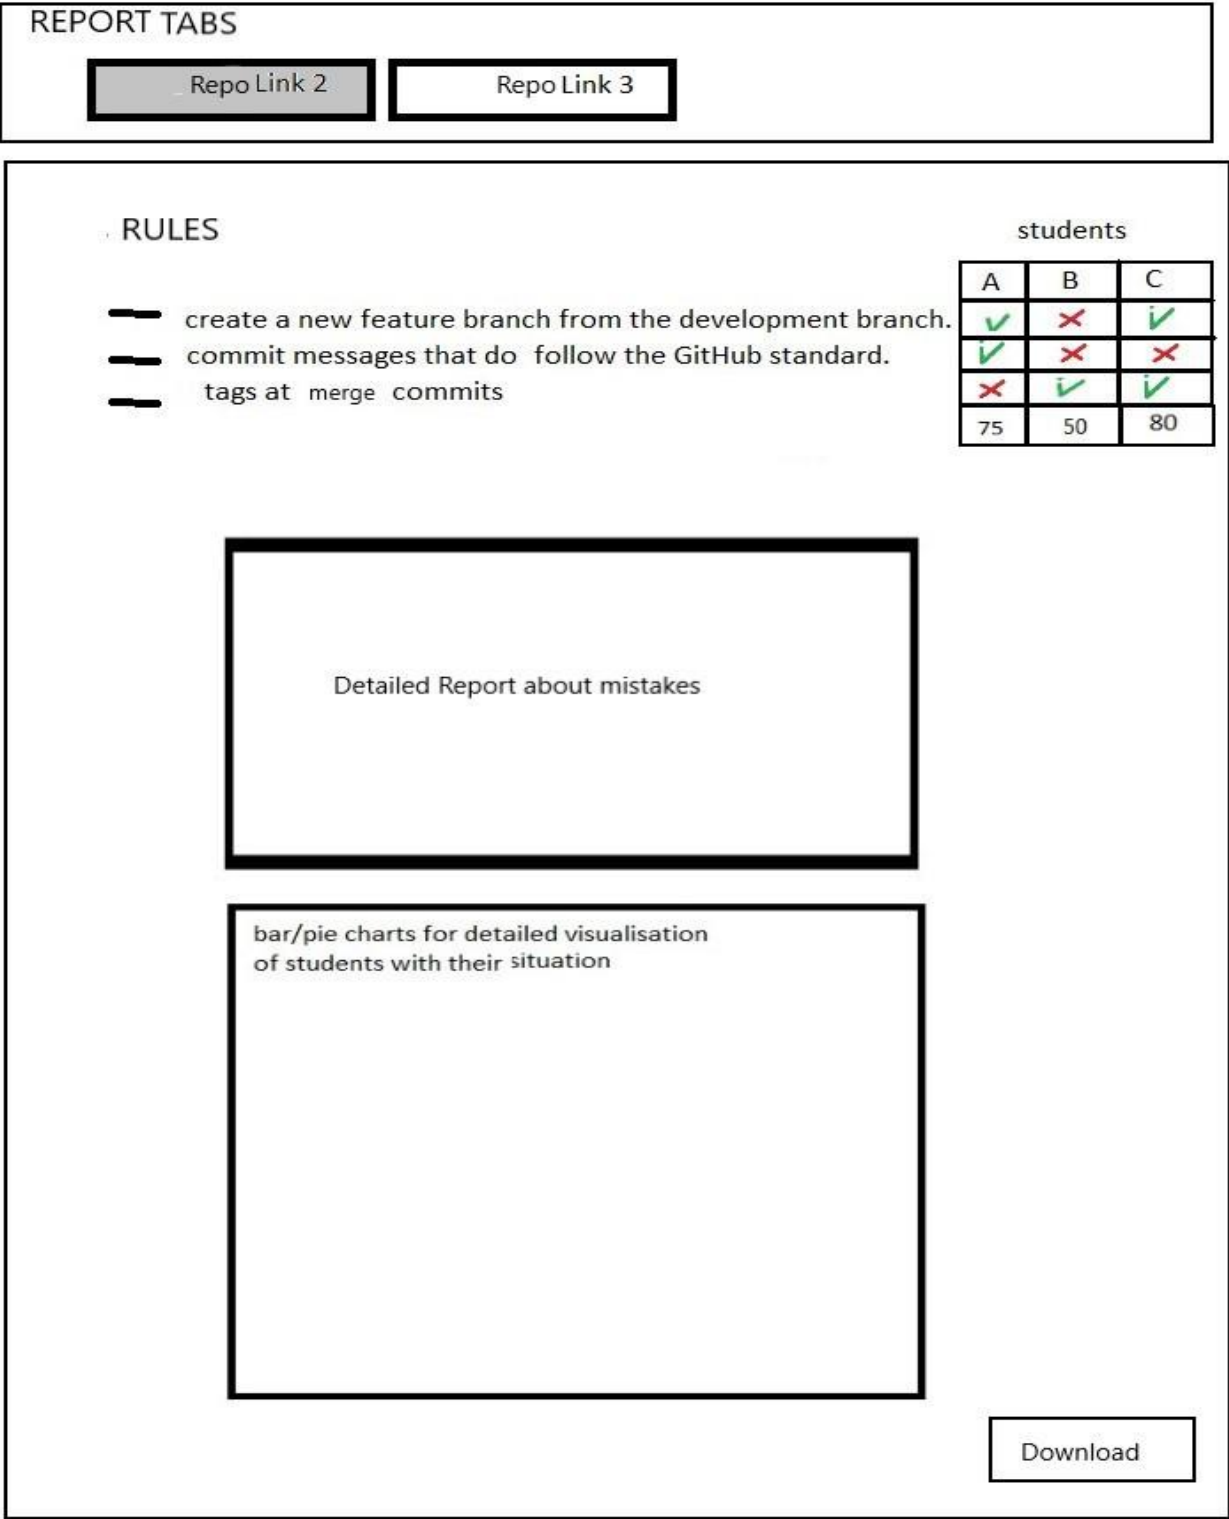 REPORT TABS
Repo Link 2
Repo Link 3
RULES
students
A B C
create a new feature branch from the development branch.
commit messages that do follow the GitHub standard.
tags at merge commits
75 50 80
Detailed Report about mistakes
bar/pie charts for detailed visualisation
of students with their situation
Download